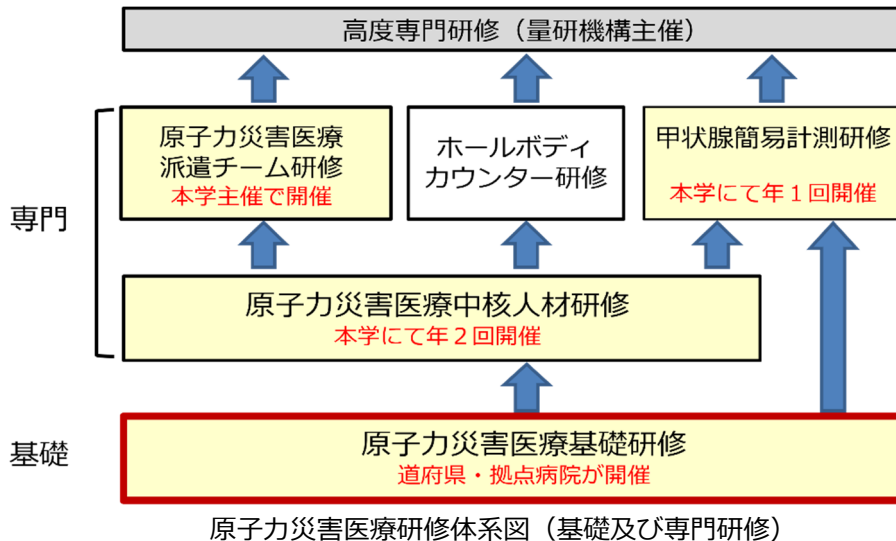 高度専門研修（量研機構主催）
専門
原子力災害医療
派遣チーム研修
本学主催で開催
ホールボディ
カウンター研修
甲状腺簡易計測研修
本学にて年１回開催
原子力災害医療中核人材研修
本学にて年２回開催
基礎
原子力災害医療基礎研修
道府県・拠点病院が開催
原子力災害医療研修体系図（基礎及び専門研修）